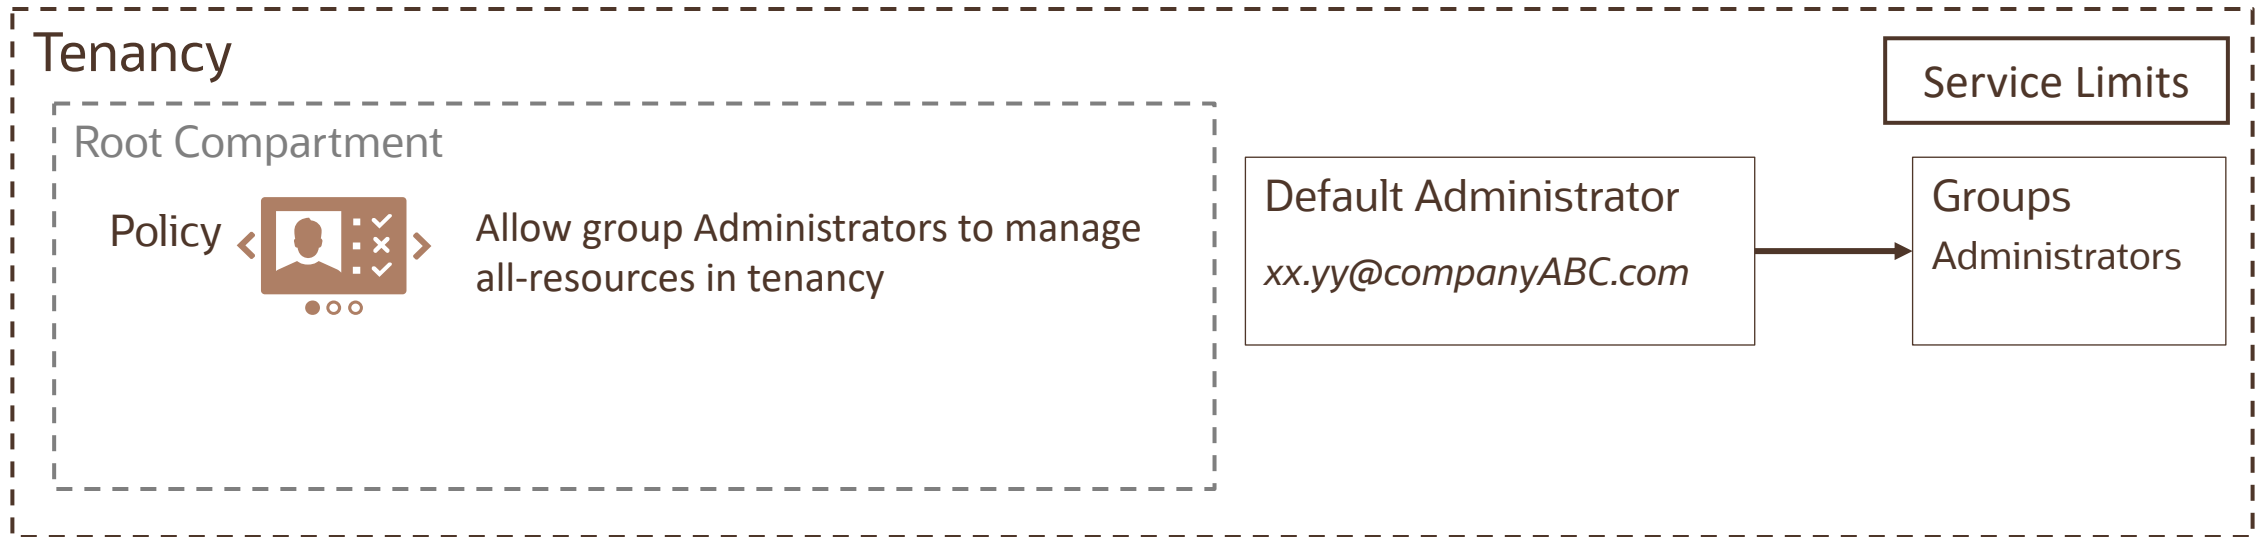 Tenancy
Service Limits
Root Compartment
Policy
Allow group Administrators to manage
all-resources in tenancy
Default Administrator
xx.yy@companyABC.com
Groups
Administrators